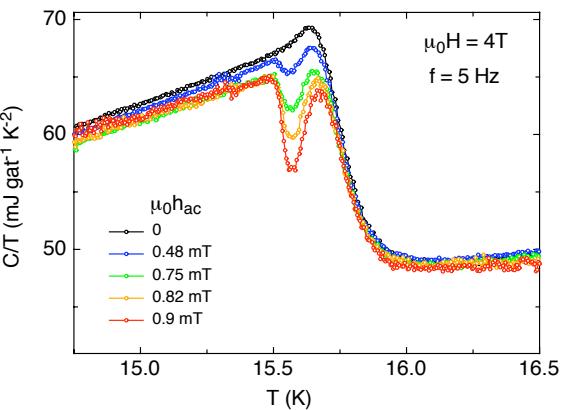 70
60
50
C/T (mJ gat⁻¹ K⁻²)
μ₀H = 4T
f = 5 Hz
μ₀hac
0
0.48 mT
0.75 mT
0.82 mT
0.9 mT
15.0 15.5 16.0 16.5
T (K)